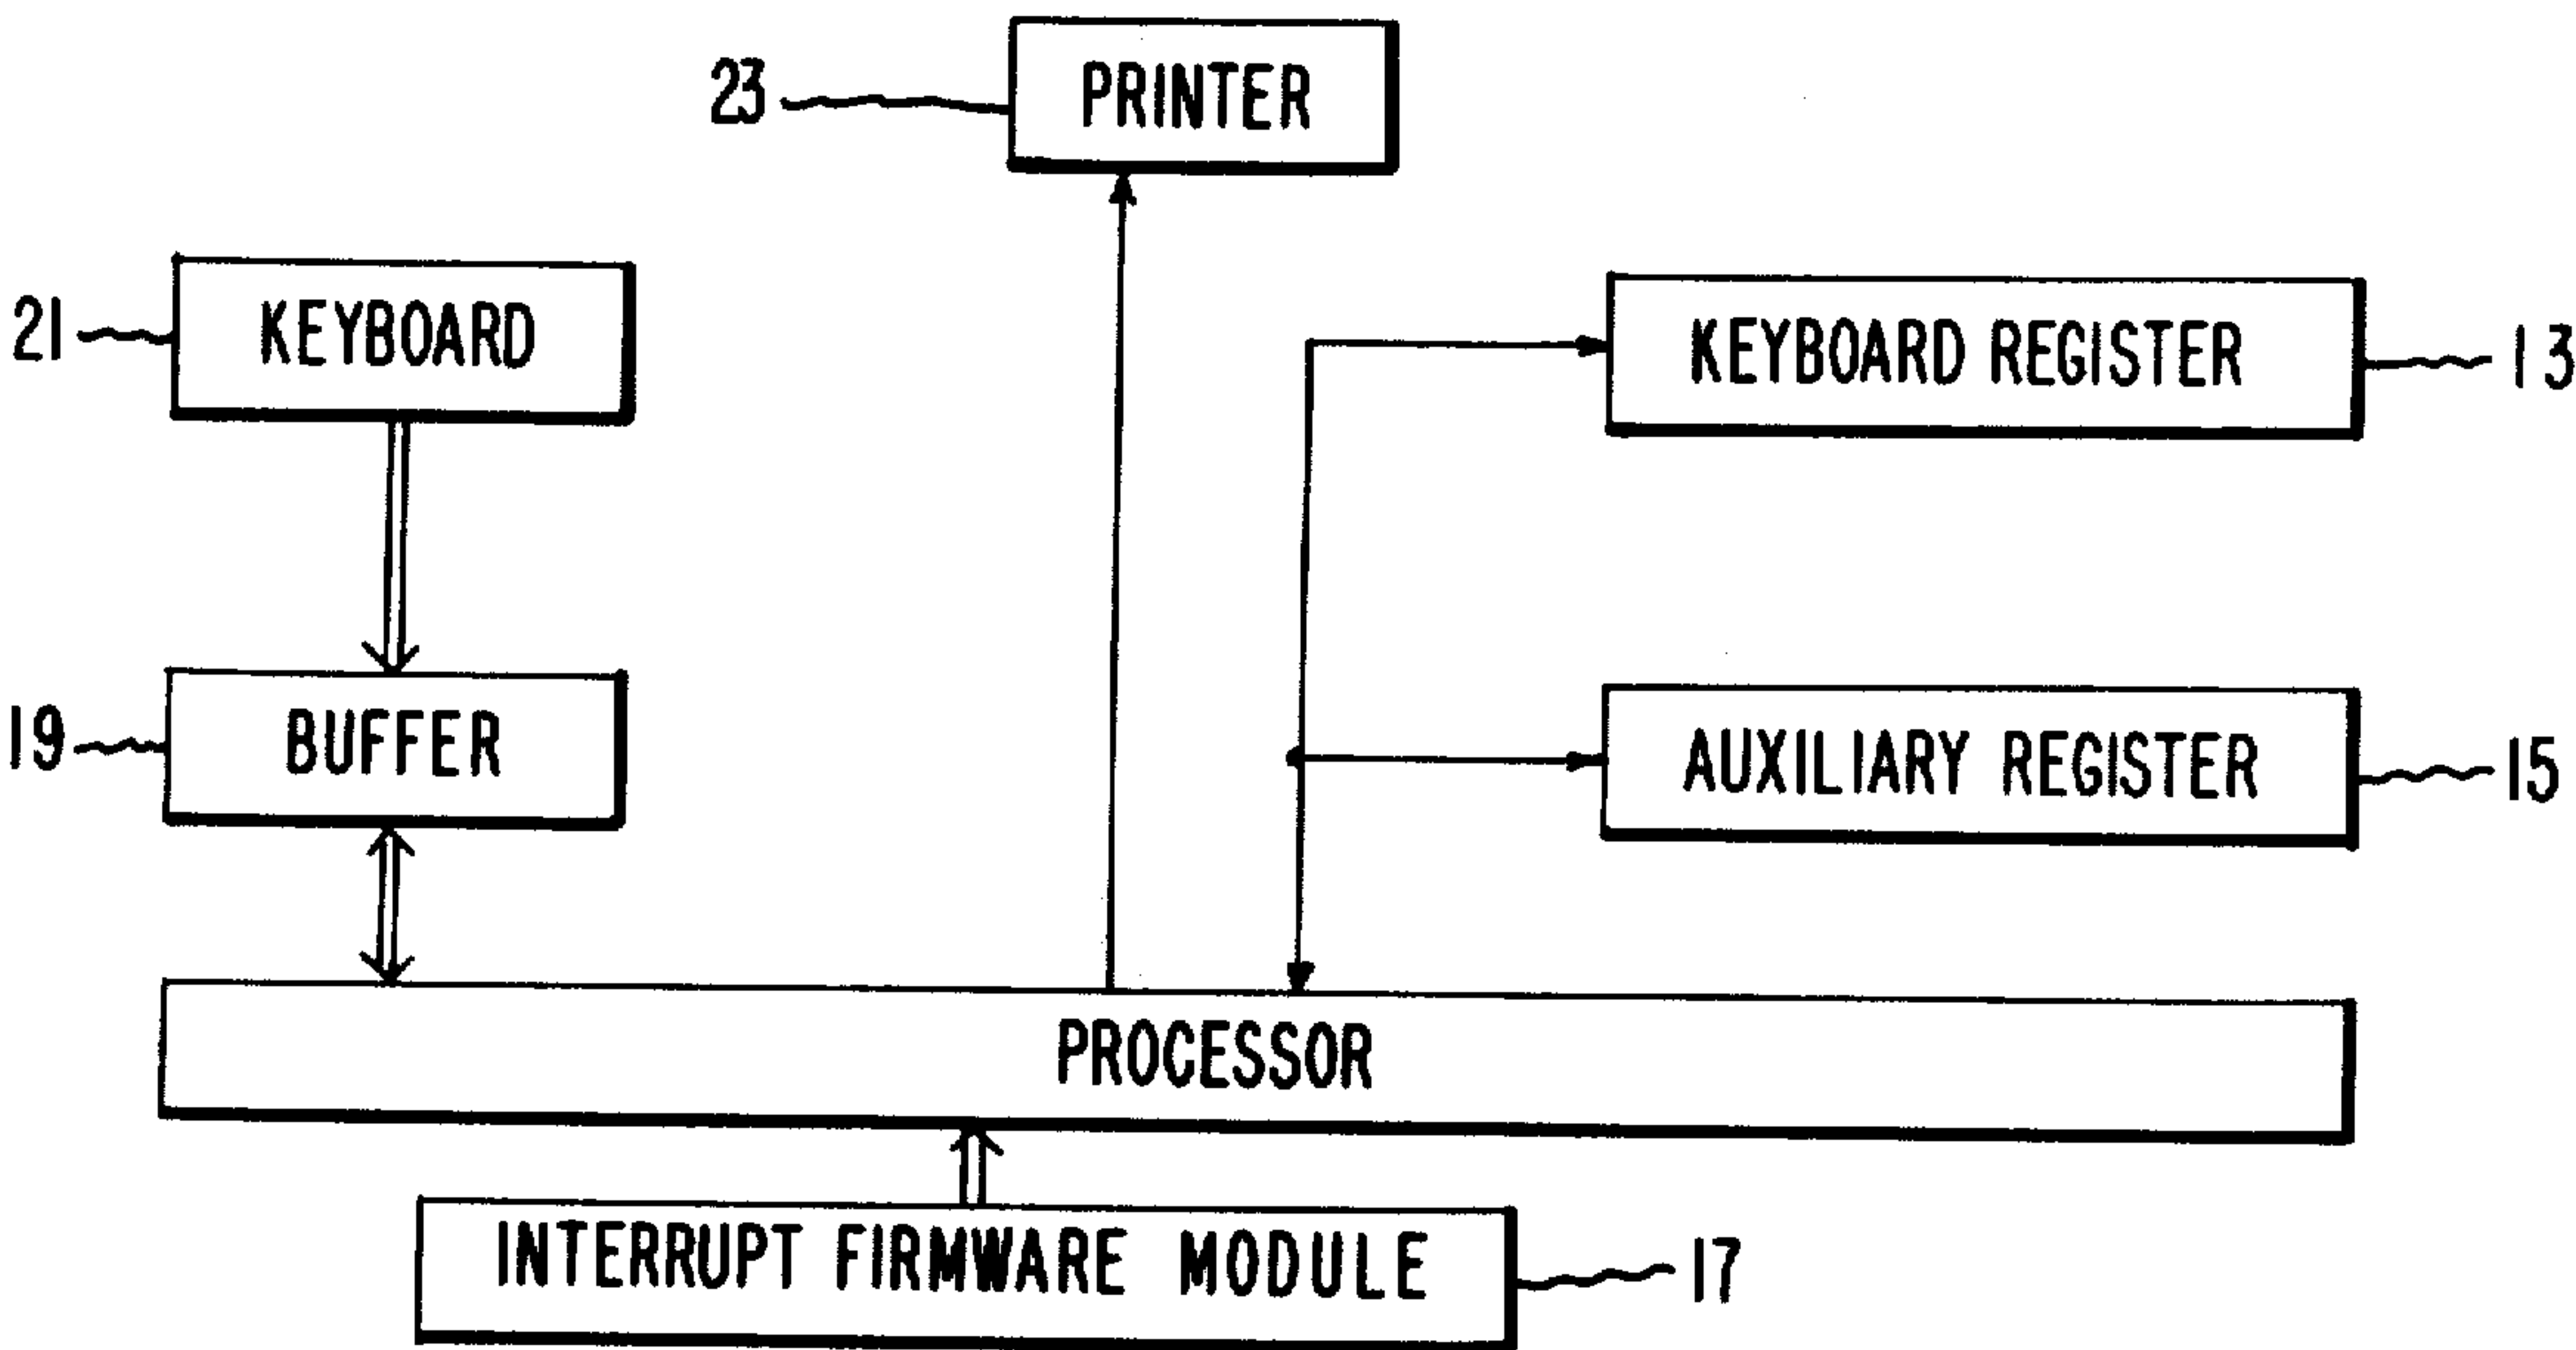 23 PRINTER
21 KEYBOARD
KEYBOARD REGISTER 13
19 BUFFER
AUXILIARY REGISTER 15
PROCESSOR
INTERRUPT FIRMWARE MODULE 17